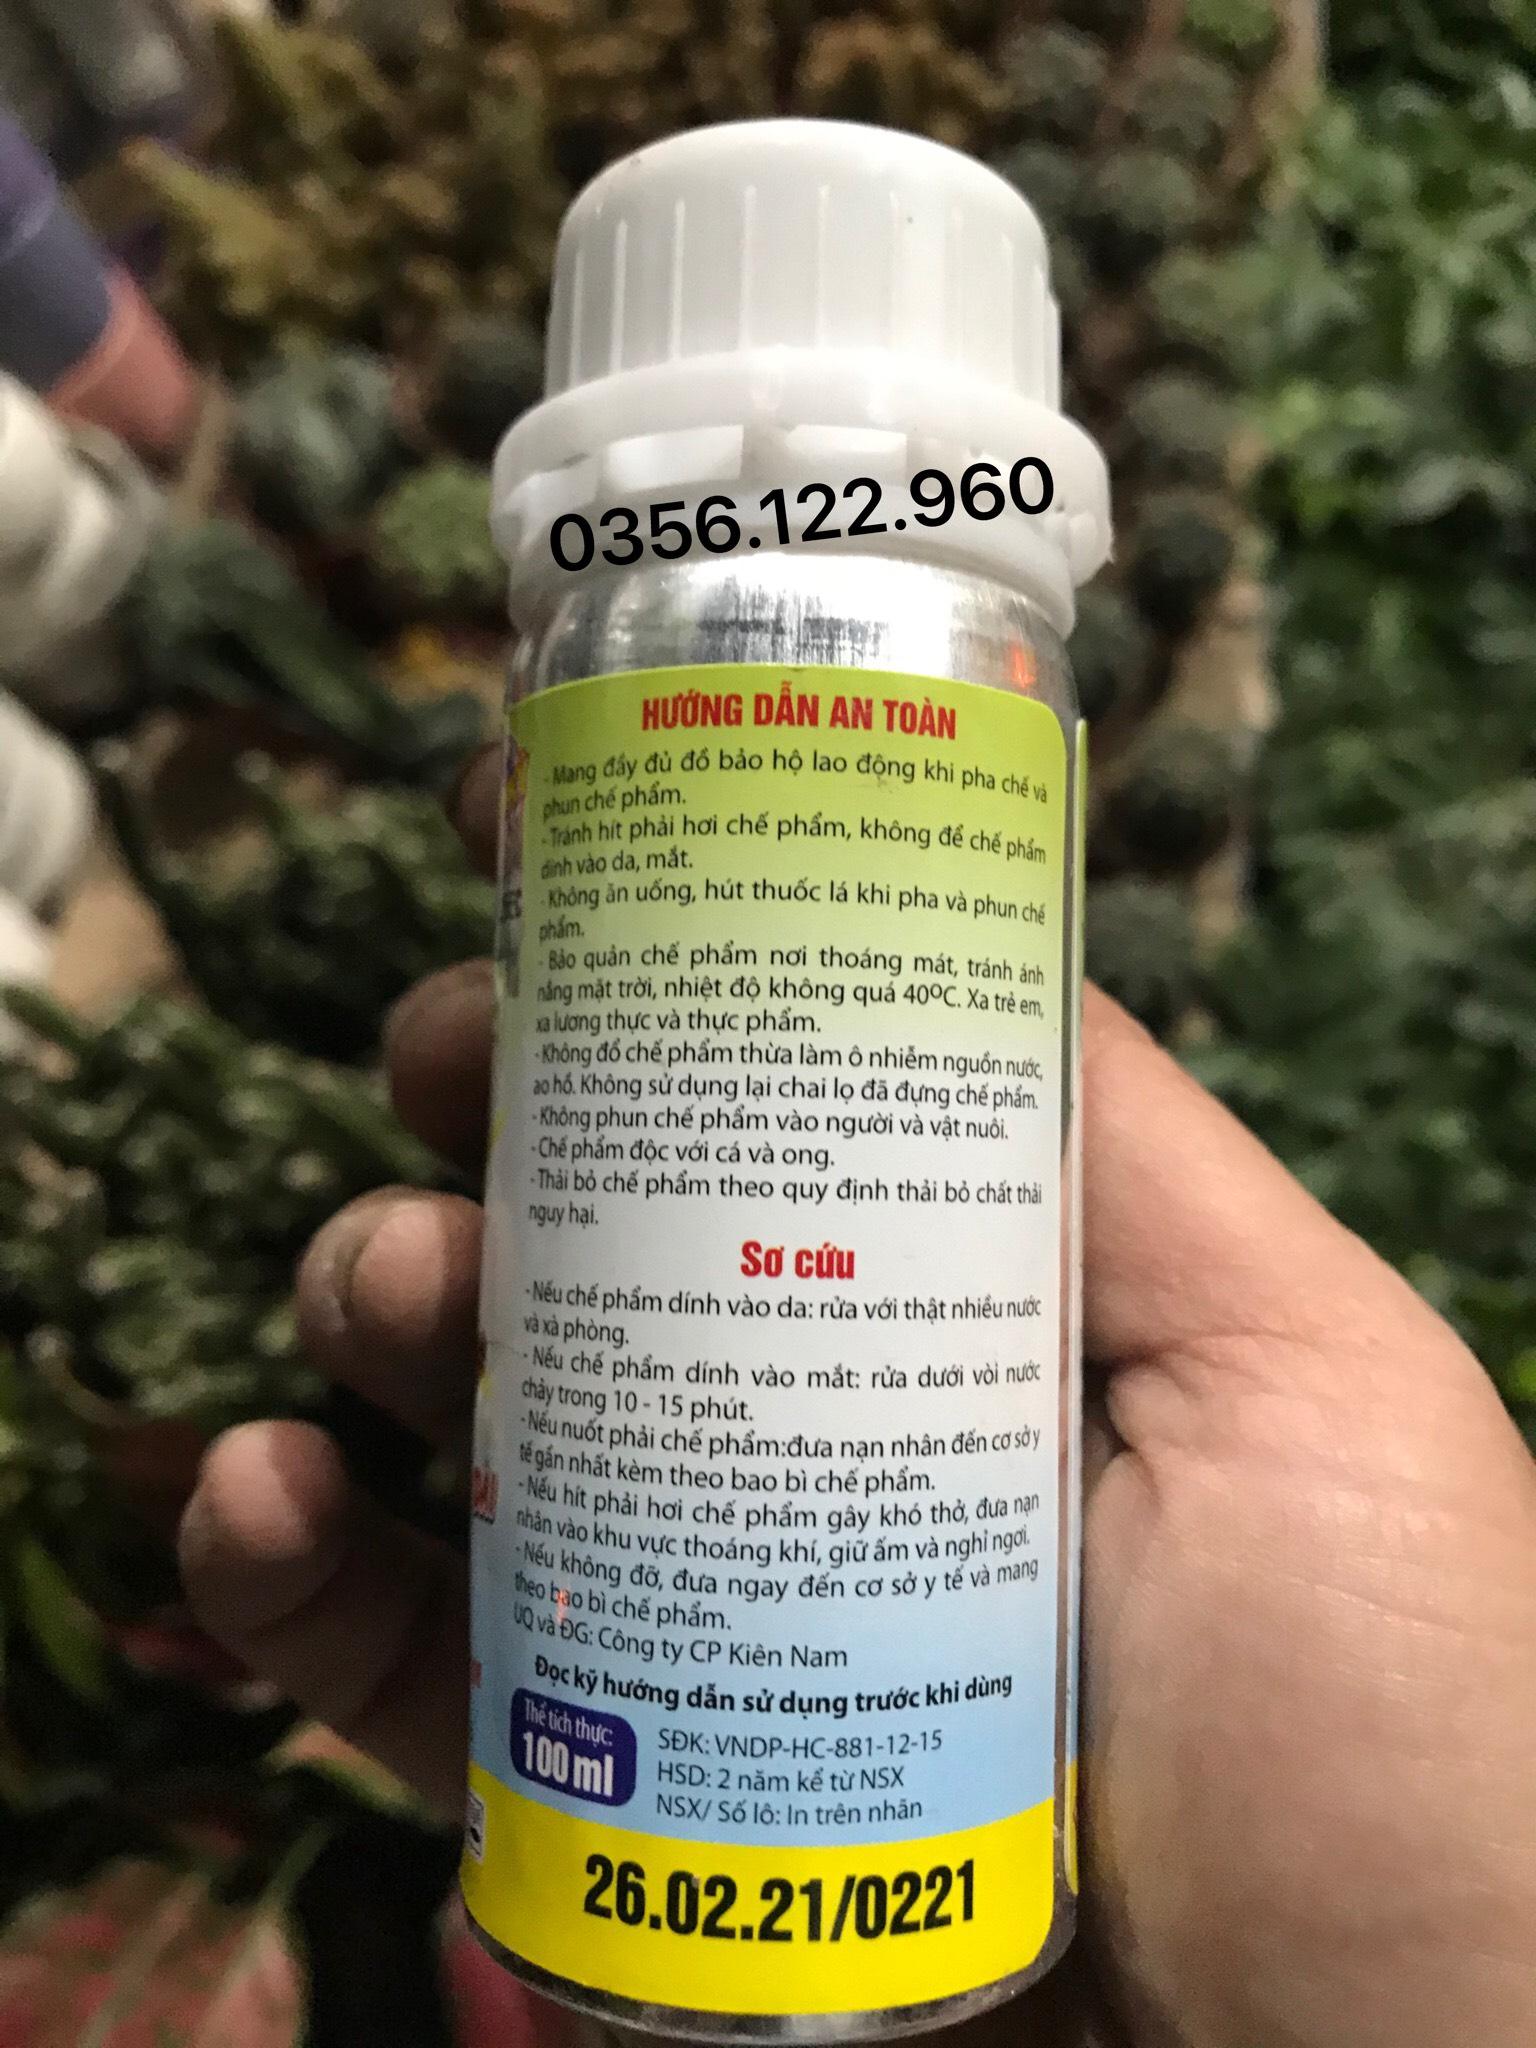 0356.122.960
HƯỚNG DẪN AN TOÀN
- Mang đầy đủ đồ bảo hộ lao động khi pha chế và
phun chế phẩm.
- Tránh hít phải hơi chế phẩm, không để chế phẩm
dính vào da, mắt.
- Không ăn uống, hút thuốc lá khi pha và phun chế
phẩm.
- Bảo quản chế phẩm nơi thoáng mát, tránh ánh
nắng mặt trời, nhiệt độ không quá 40ºC. Xa trẻ em,
xa lương thực và thực phẩm.
- Không đổ chế phẩm thừa làm ô nhiễm nguồn nước,
ao hồ. Không sử dụng lại chai lọ đã đựng chế phẩm.
- Không phun chế phẩm vào người và vật nuôi.
- Chế phẩm độc với cá và ong.
- Thải bỏ chế phẩm theo quy định thải bỏ chất thải
nguy hại.
Sơ cứu
- Nếu chế phẩm dính vào da: rửa với thật nhiều nước
và xà phòng.
- Nếu chế phẩm dính vào mắt: rửa dưới vòi nước
chảy trong 10 - 15 phút.
- Nếu nuốt phải chế phẩm:đưa nạn nhân đến cơ sở y
tế gần nhất kèm theo bao bì chế phẩm.
- Nếu hít phải hơi chế phẩm gây khó thở, đưa nạn
nhân vào khu vực thoáng khí, giữ ấm và nghỉ ngơi.
- Nếu không đỡ, đưa ngay đến cơ sở y tế và mang
theo bao bì chế phẩm.
UQ và ĐG: Công ty CP Kiên Nam
Đọc kỹ hướng dẫn sử dụng trước khi dùng
Thể tích thực:
100ml
SĐK: VNDP-HC-881-12-15
HSD: 2 năm kể từ NSX
NSX/ Số lô: In trên nhãn
26.02.21/0221